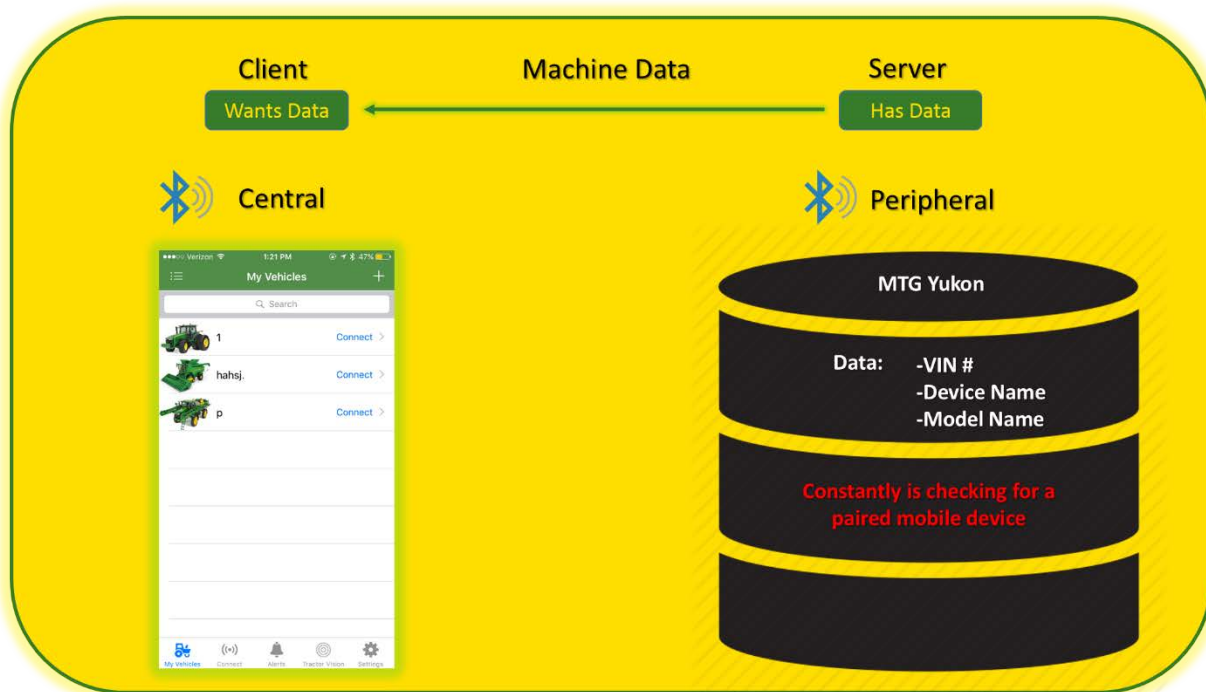 Client
Machine Data
Server
Wants Data
Has Data
Central
Peripheral
Verizon
1:21 PM
47%
My Vehicles
+
Search
1
Connect >
hahsj.
Connect >
p
Connect >
My Vehicles
Connect
Alerts
Tractor Vision
Settings
MTG Yukon
Data: -VIN #
-Device Name
-Model Name
Constantly is checking for a
paired mobile device